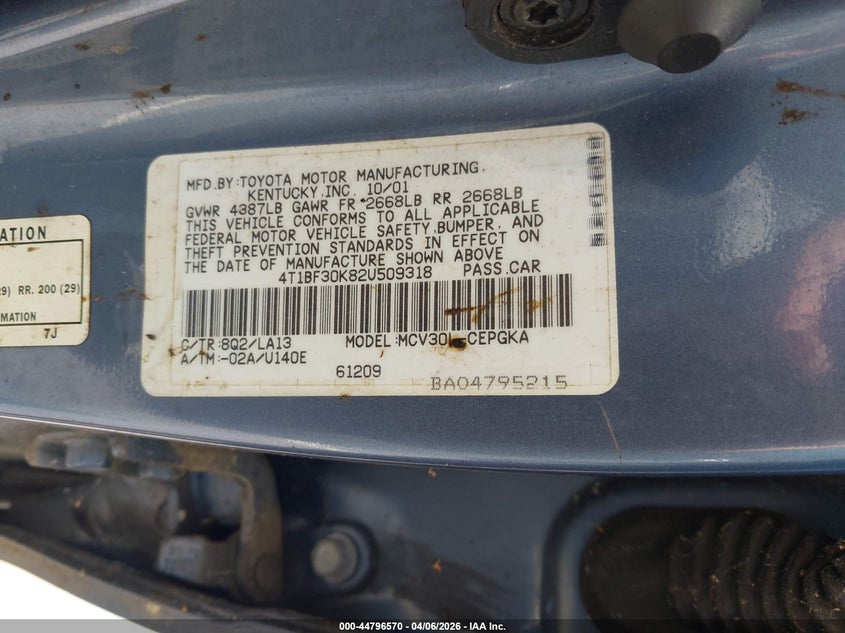 MFD.BY:TOYOTA MOTOR MANUFACTURING,
KENTUCKY.INC. 10/01
GVWR 4387LB GAWR FR 2668LB RR 2668LB
THIS VEHICLE CONFORMS TO ALL APPLICABLE
FEDERAL MOTOR VEHICLE SAFETY,BUMPER, AND
THEFT PREVENTION STANDARDS IN EFFECT ON
THE DATE OF MANUFACTURE SHOWN ABOVE
4T1BF30K82U509318 PASS.CAR
C/TR:8Q2/LA13 MODEL:MCV30L-CEPGKA
A/TM:-02A/U140E
61209
BA04795215
ATION
29) RR. 200 (29)
MATION
7J
000-44796570 - 04/06/2026 - IAA Inc.